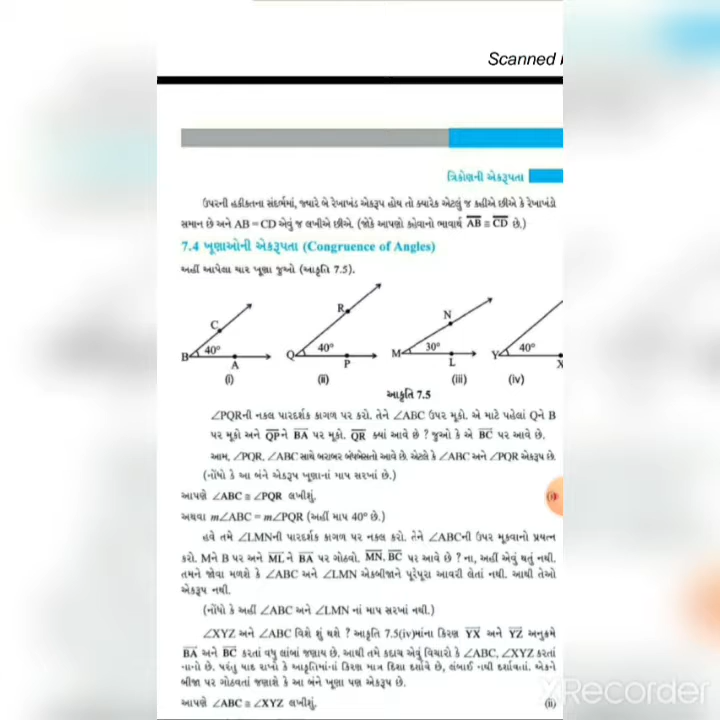 Scanned
ત્રિકોણની એકરૂપતા
ઉપરની હકીકતના સંદર્ભમાં, જ્યારે બે રેખાખંડ એકરૂપ હોય તો ક્યારેક એટલું જ કહીએ છીએ કે રેખાખંડો
સમાન છે અને AB = CD એવું જ લખીએ છીએ. (જોકે આપણો કહેવાનો ભાવાર્થ AB ≅ CD છે.)
7.4 ખૂણાઓની એકરૂપતા (Congruence of Angles)
અહીં આપેલા ચાર ખૂણા જુઓ (આકૃતિ 7.5).
C R N
B 40° A Q 40° P M 30° L Y 40° X
(i) (ii) (iii) (iv)
આકૃતિ 7.5
∠PQRની નકલ પારદર્શક કાગળ પર કરો. તેને ∠ABC ઉપર મૂકો. એ માટે પહેલાં Qને B
પર મૂકો અને QPને BA પર મૂકો. QR ક્યાં આવે છે ? જુઓ કે એ BC પર આવે છે.
આમ, ∠PQR, ∠ABC સાથે બરાબર બંધબેસતો આવે છે. એટલે કે ∠ABC અને ∠PQR એકરૂપ છે.
(નોંધો કે આ બંને એકરૂપ ખૂણાનાં માપ સરખાં છે.)
આપણે ∠ABC ≅ ∠PQR લખીશું. (i)
અથવા m∠ABC = m∠PQR (અહીં માપ 40° છે.)
હવે તમે ∠LMNની પારદર્શક કાગળ પર નકલ કરો. તેને ∠ABCની ઉપર મૂકવાનો પ્રયત્ન
કરો. Mને B પર અને MLને BA પર ગોઠવો. MN, BC પર આવે છે ? ના, અહીં એવું થતું નથી.
તમને જોવા મળશે કે ∠ABC અને ∠LMN એકબીજાને પૂરેપૂરા આવરી લેતાં નથી. આથી તેઓ
એકરૂપ નથી.
(નોંધો કે અહીં ∠ABC અને ∠LMN નાં માપ સરખાં નથી.)
∠XYZ અને ∠ABC વિશે શું થશે ? આકૃતિ 7.5(iv)માંના કિરણ YX અને YZ અનુક્રમે
BA અને BC કરતાં વધુ લાંબાં જણાય છે. આથી તમે કદાચ એવું વિચારો કે ∠ABC, ∠XYZ કરતાં
નાનો છે. પરંતુ યાદ રાખો કે આકૃતિમાંનાં કિરણ માત્ર દિશા દર્શાવે છે, લંબાઈ નથી દર્શાવતાં. એકને
બીજા પર ગોઠવતાં જણાશે કે આ બંને ખૂણા પણ એકરૂપ છે.
આપણે ∠ABC ≅ ∠XYZ લખીશું. (ii)
XRecorder